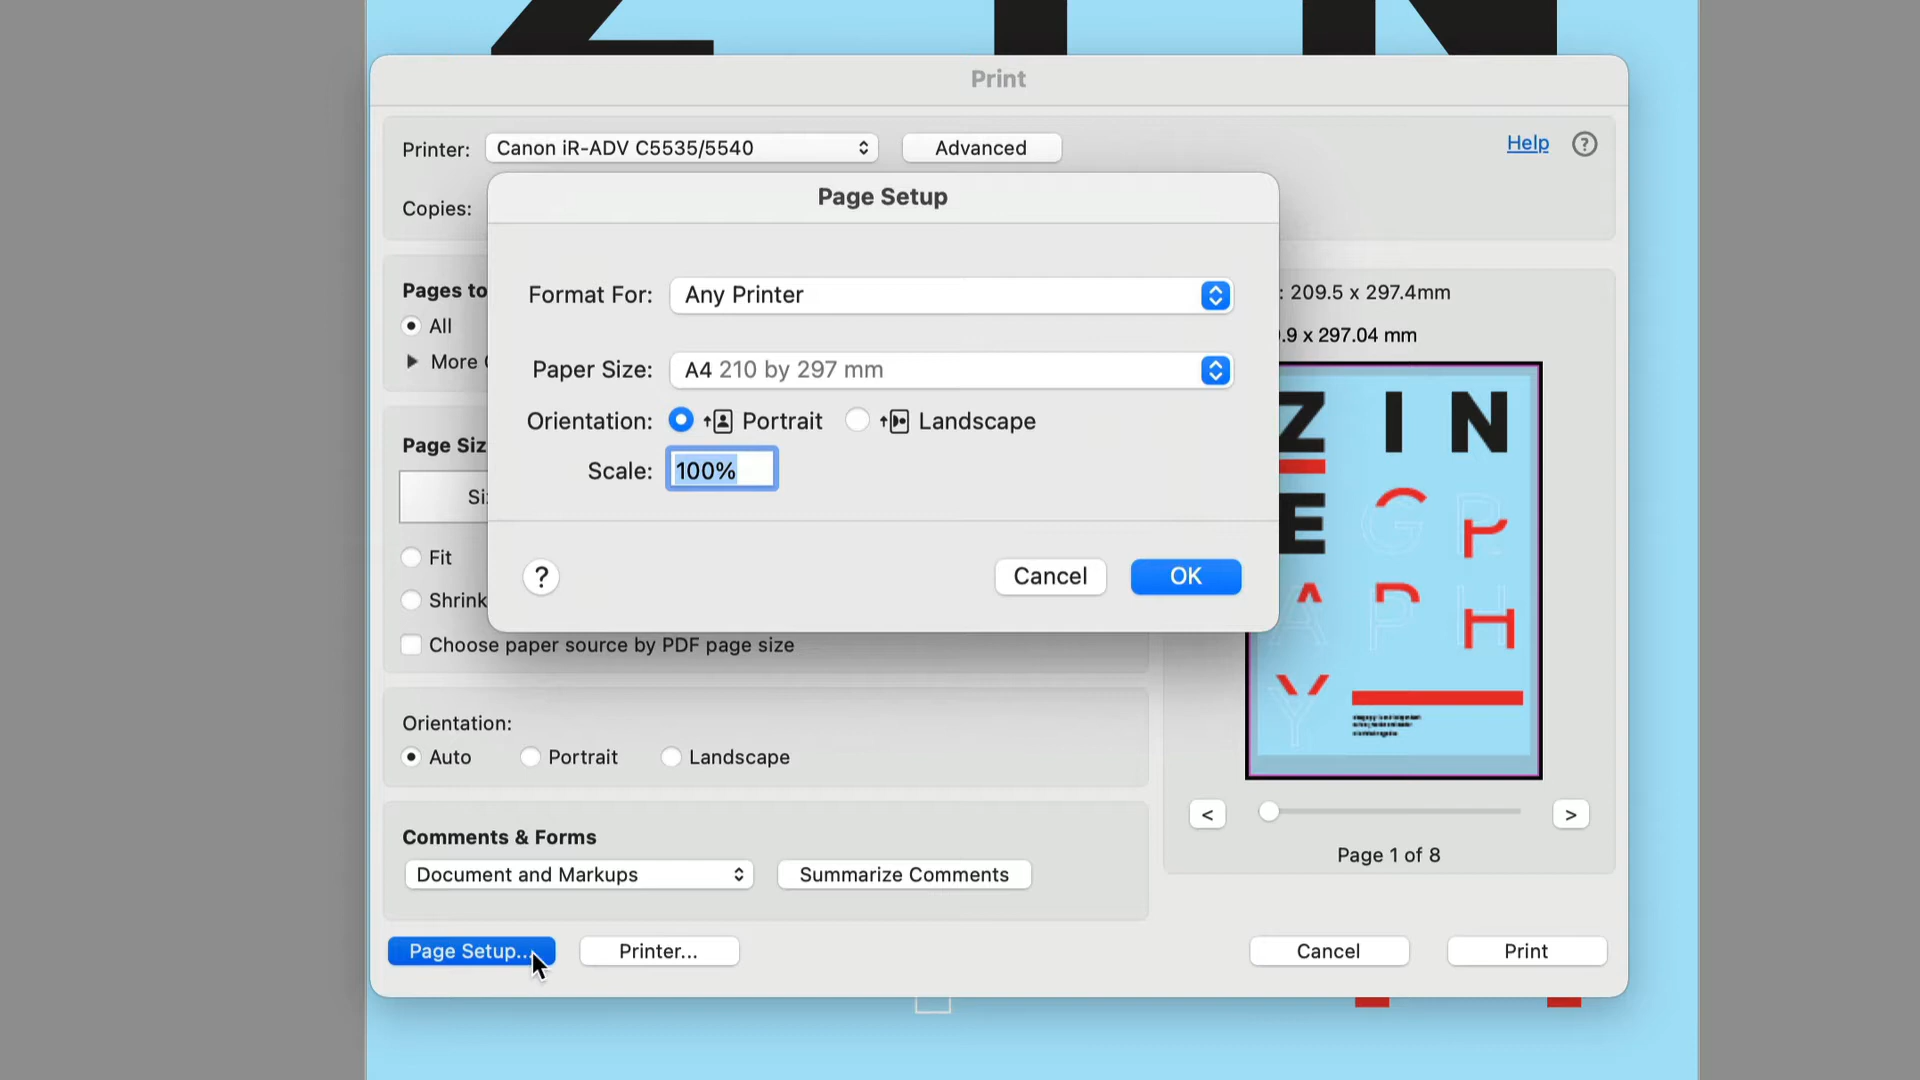 Z I N
Print
Printer: Canon iR-ADV C5535/5540 Advanced Help ?
Copies:
Page Setup
Format For: Any Printer
Paper Size: A4 210 by 297 mm
Orientation: Portrait Landscape
Scale: 100%
? Cancel OK
Pages to
All
More
: 209.5 x 297.4mm
.9 x 297.04 mm
Page Siz
Fit
Shrink
Choose paper source by PDF page size
Z I N
E G R
A P H
Y
Orientation:
Auto Portrait Landscape
Comments & Forms
Document and Markups Summarize Comments
< >
Page 1 of 8
Page Setup... Printer... Cancel Print